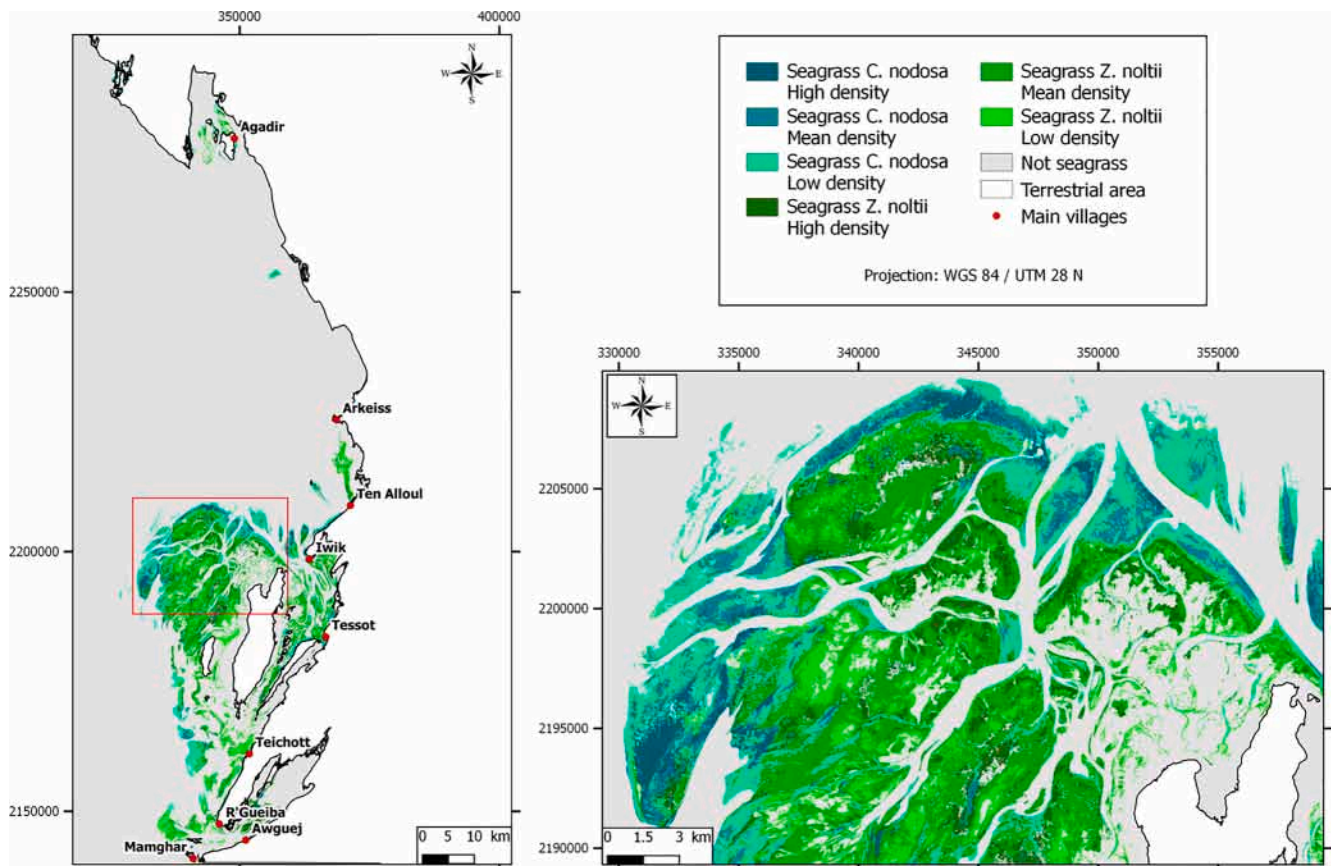 350000
400000
N
W
E
S
Agadir
2250000
Arkeiss
Ten Alloul
2200000
Iwik
Tessot
Teichott
2150000
R'Gueiba
Awguej
Mamghar
0 5 10 km
Seagrass C. nodosa
High density
Seagrass C. nodosa
Mean density
Seagrass C. nodosa
Low density
Seagrass Z. noltii
High density
Seagrass Z. noltii
Mean density
Seagrass Z. noltii
Low density
Not seagrass
Terrestrial area
Main villages
Projection: WGS 84 / UTM 28 N
330000 335000 340000 345000 350000 355000
N
W
E
S
2205000
2200000
2195000
2190000
0 1.5 3 km